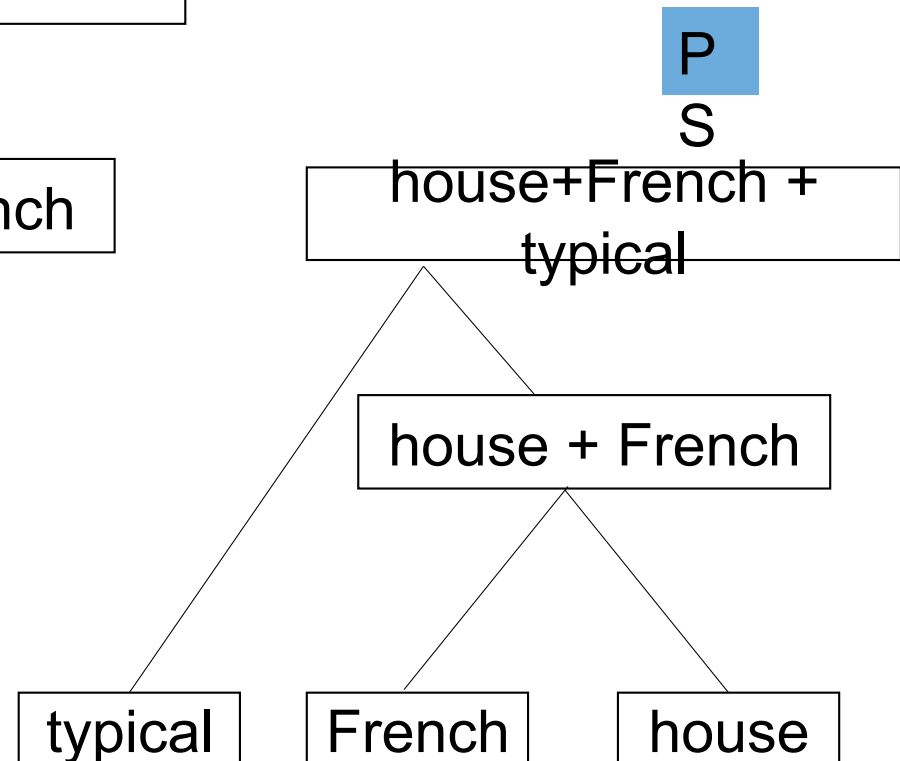 P
S
nch
house+French +
typical
house + French
typical
French
house